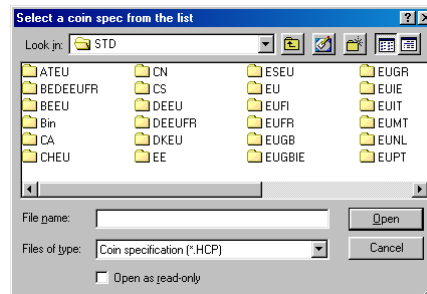 Select a coin spec from the list
Look in: STD
ATEU CN ESEU EUGR
BEDEEUFR CS EU EUIE
BEEU DEEU EUFI EUIT
Bin DEEUFR EUFR EUMT
CA DKEU EUGB EUNL
CHEU EE EUGBIE EUPT
File name: Open
Files of type: Coin specification (*.HCP) Cancel
Open as read-only